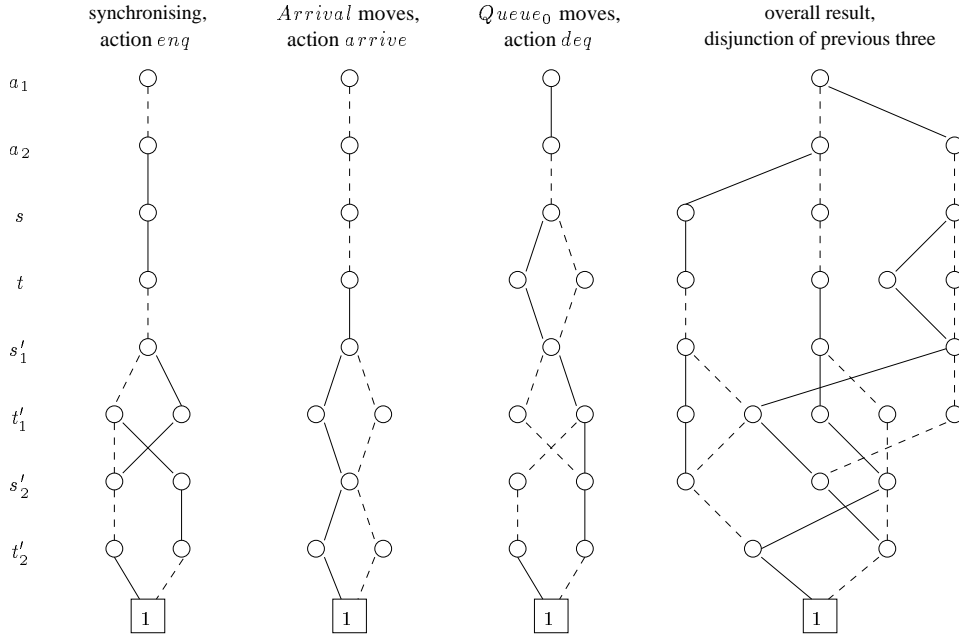 synchronising,
action enq
Arrival moves,
action arrive
Queue₀ moves,
action deq
overall result,
disjunction of previous three
a₁
a₂
s
t
s′₁
t′₁
s′₂
t′₂
1
1
1
1